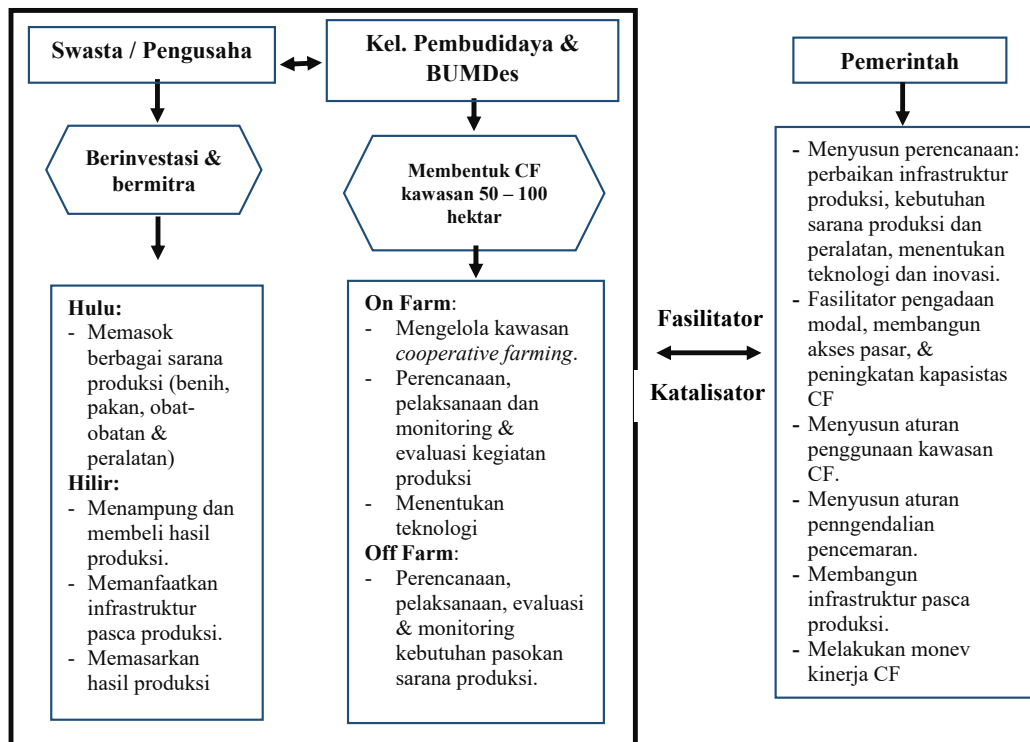 Swasta / Pengusaha
Kel. Pembudidaya &
BUMDes
Pemerintah
Berinvestasi &
bermitra
Membentuk CF
kawasan 50 – 100
hektar
Hulu:
- Memasok
berbagai sarana
produksi (benih,
pakan, obat-
obatan &
peralatan)
Hilir:
- Menampung dan
membeli hasil
produksi.
- Memanfaatkan
infrastruktur
pasca produksi.
- Memasarkan
hasil produksi
On Farm:
- Mengelola kawasan
cooperative farming.
- Perencanaan,
pelaksanaan dan
monitoring &
evaluasi kegiatan
produksi
- Menentukan
teknologi
Off Farm:
- Perencanaan,
pelaksanaan, evaluasi
& monitoring
kebutuhan pasokan
sarana produksi.
Fasilitator
Katalisator
- Menyusun perencanaan:
perbaikan infrastruktur
produksi, kebutuhan
sarana produksi dan
peralatan, menentukan
teknologi dan inovasi.
- Fasilitator pengadaan
modal, membangun
akses pasar, &
peningkatan kapasistas
CF
- Menyusun aturan
penggunaan kawasan
CF.
- Menyusun aturan
penngendalian
pencemaran.
- Membangun
infrastruktur pasca
produksi.
- Melakukan monev
kinerja CF